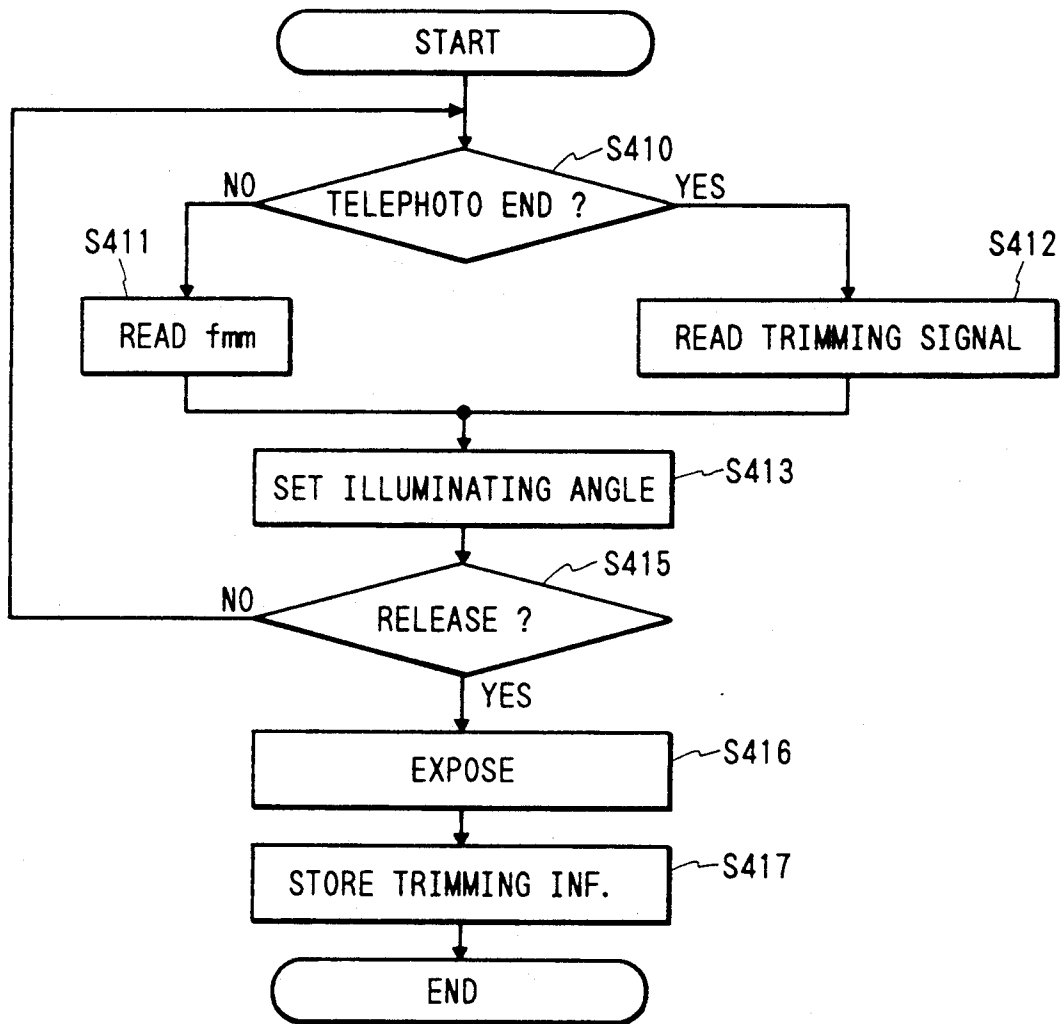 START
S410
NO
TELEPHOTO END ?
YES
S411
S412
READ fmm
READ TRIMMING SIGNAL
SET ILLUMINATING ANGLE
S413
S415
NO
RELEASE ?
YES
EXPOSE
S416
STORE TRIMMING INF.
S417
END